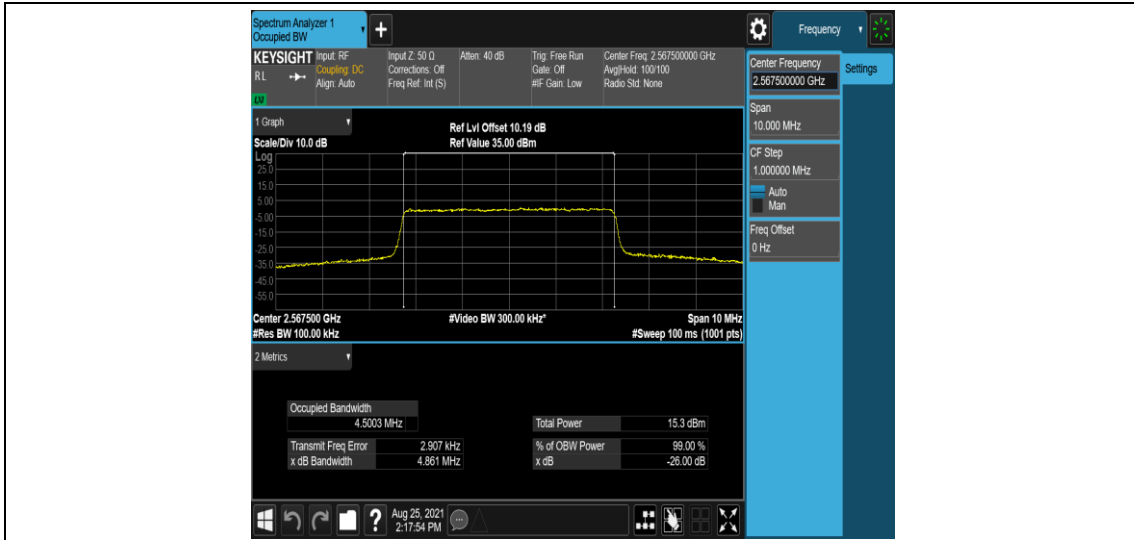 Spectrum Analyzer 1
Occupied BW
Frequency
KEYSIGHT
RL
Input: RF
Coupling: DC
Align: Auto
Input Z: 50 Ω
Corrections: Off
Freq Ref: Int (S)
Atten: 40 dB
Trig: Free Run
Gate: Off
#IF Gain: Low
Center Freq: 2.567500000 GHz
Avg|Hold: 100/100
Radio Std: None
Center Frequency
2.567500000 GHz
Settings
Span
10.000 MHz
CF Step
1.000000 MHz
Auto
Man
Freq Offset
0 Hz
1 Graph
Scale/Div 10.0 dB
Ref Lvl Offset 10.19 dB
Ref Value 35.00 dBm
Log
25.0
15.0
5.00
-5.00
-15.0
-25.0
-35.0
-45.0
-55.0
Center 2.567500 GHz
#Res BW 100.00 kHz
#Video BW 300.00 kHz*
Span 10 MHz
#Sweep 100 ms (1001 pts)
2 Metrics
Occupied Bandwidth
4.5003 MHz
Total Power 15.3 dBm
Transmit Freq Error 2.907 kHz
% of OBW Power 99.00 %
x dB Bandwidth 4.861 MHz
x dB -26.00 dB
?
Aug 25, 2021
2:17:54 PM